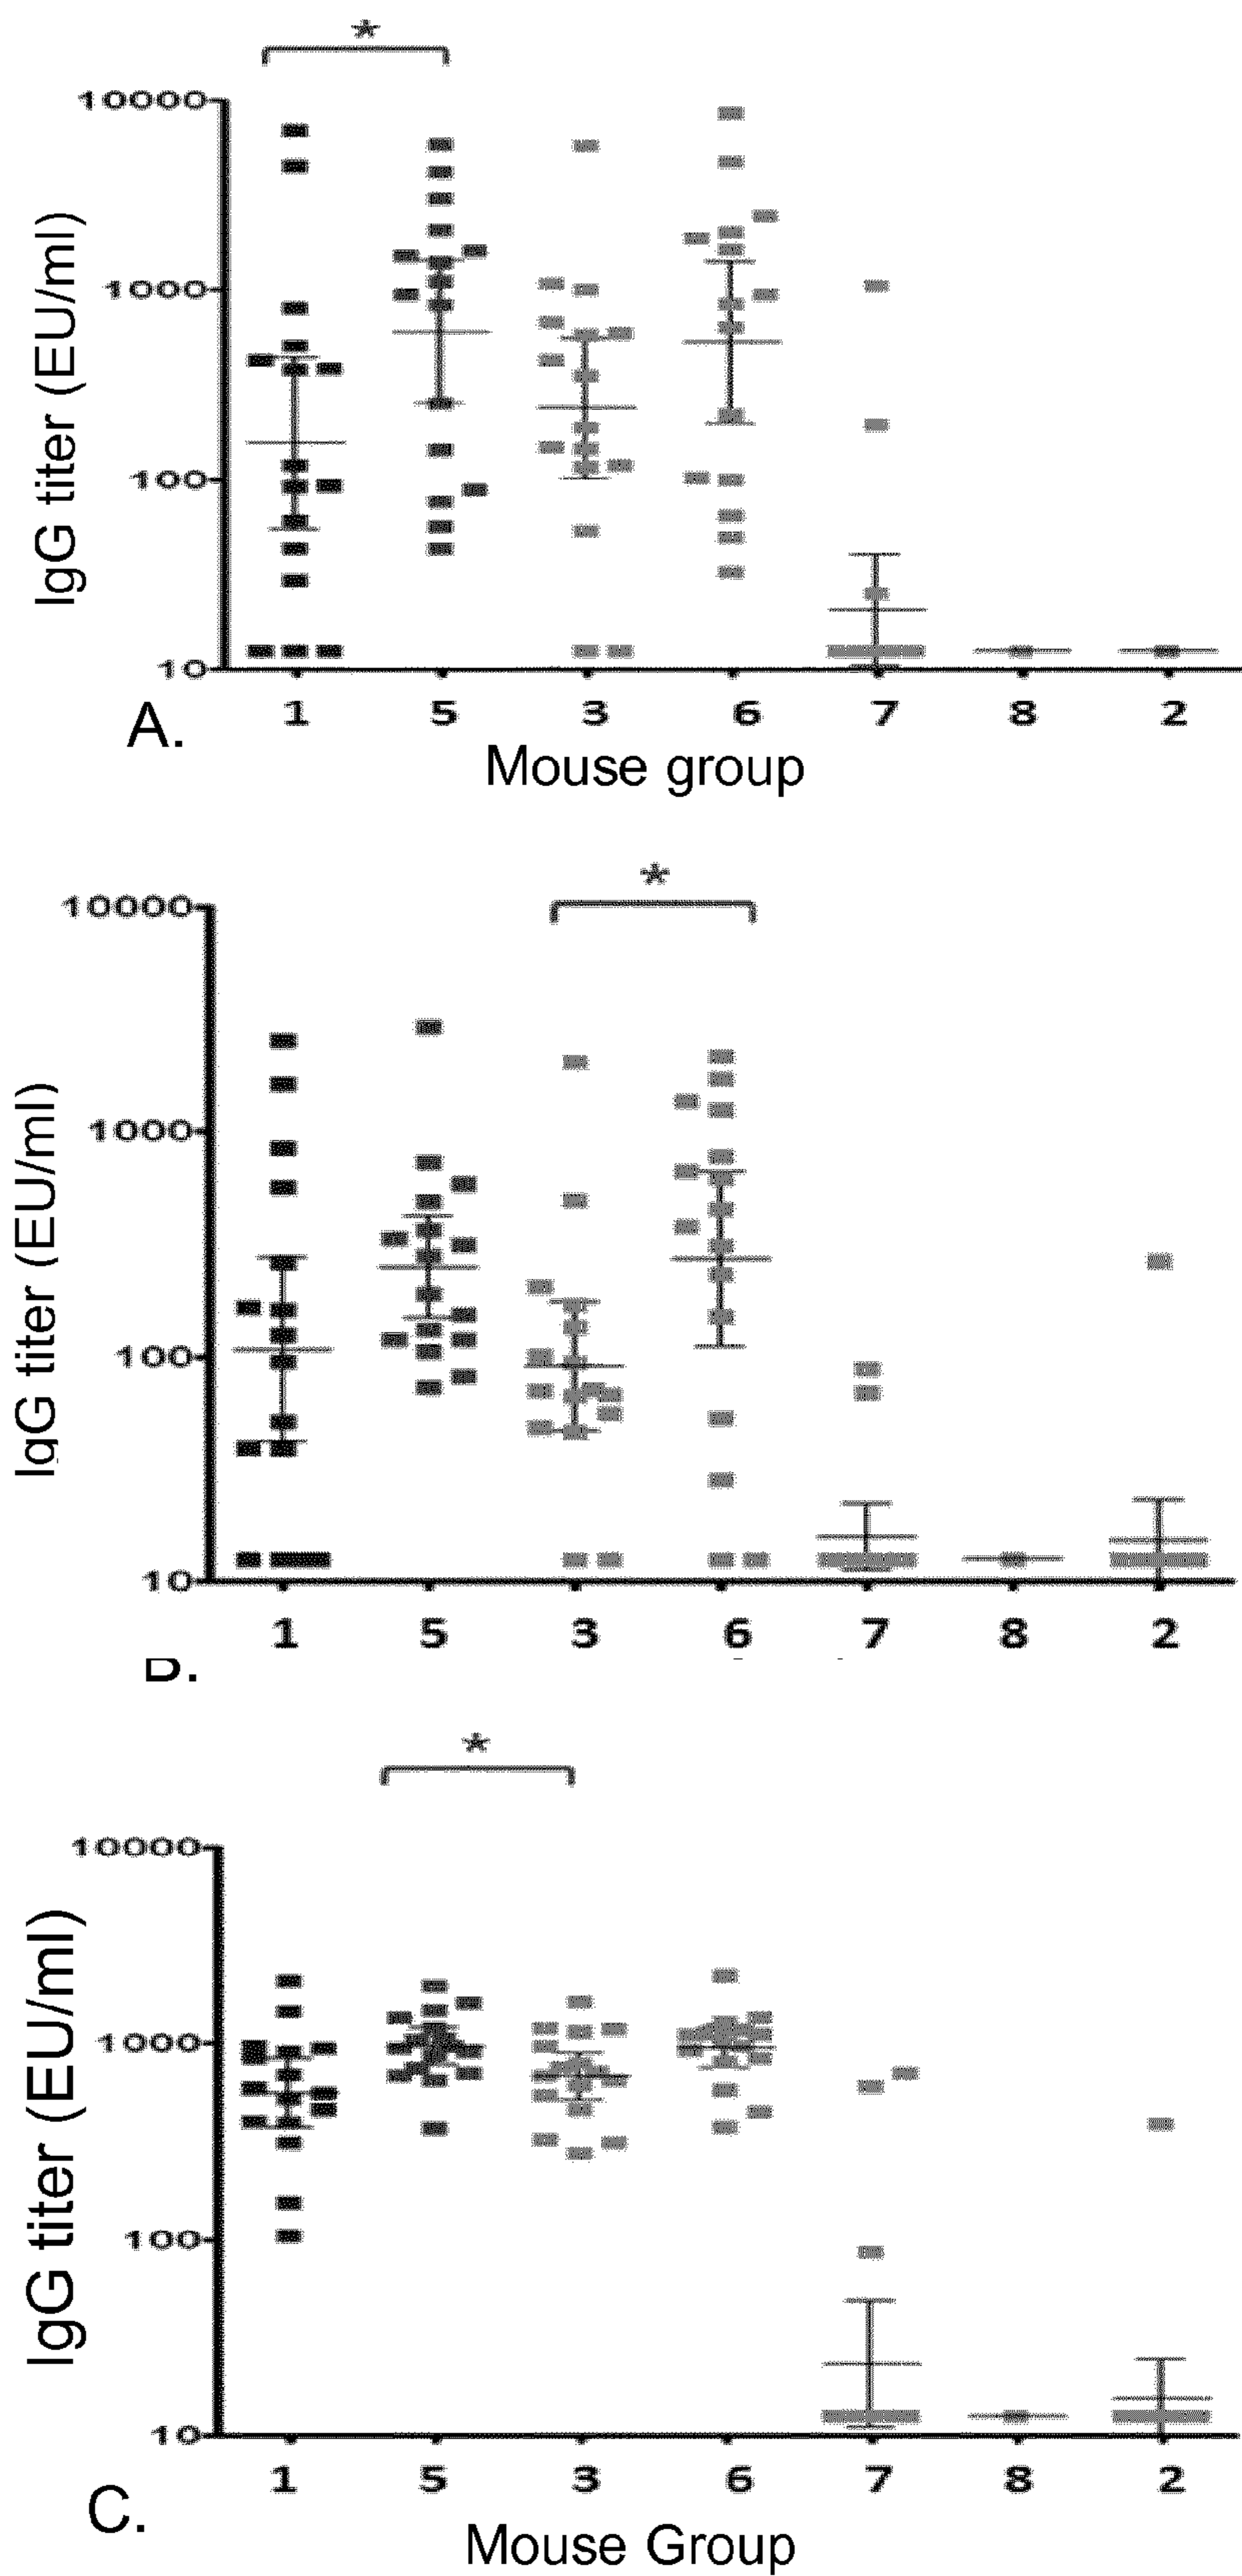 *
10000
1000
100
10
IgG titer (EU/ml)
1 5 3 6 7 8 2
A.
Mouse group
*
10000
1000
100
10
IgG titer (EU/ml)
1 5 3 6 7 8 2
B.
*
10000
1000
100
10
IgG titer (EU/ml)
1 5 3 6 7 8 2
C.
Mouse Group